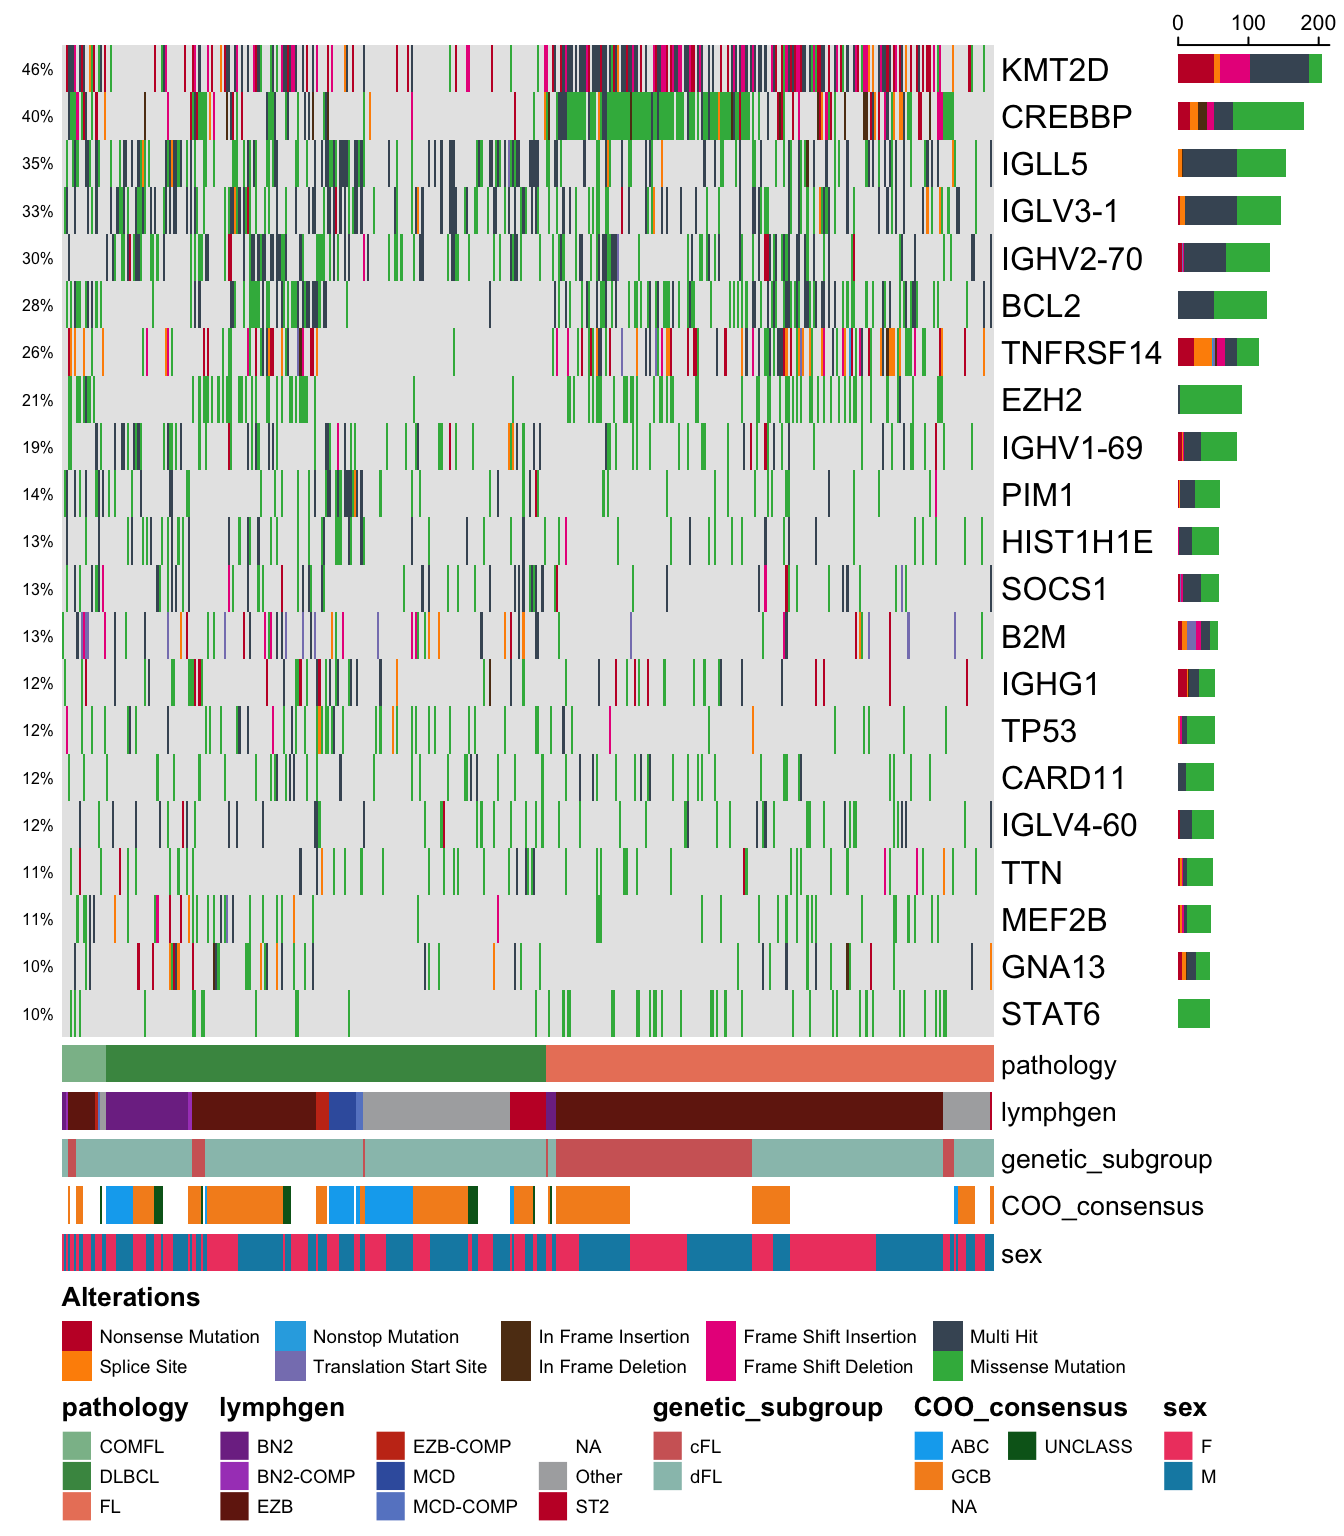 0 100 200
46% KMT2D
40% CREBBP
35% IGLL5
33% IGLV3-1
30% IGHV2-70
28% BCL2
26% TNFRSF14
21% EZH2
19% IGHV1-69
14% PIM1
13% HIST1H1E
13% SOCS1
13% B2M
12% IGHG1
12% TP53
12% CARD11
12% IGLV4-60
11% TTN
11% MEF2B
10% GNA13
10% STAT6
pathology
lymphgen
genetic_subgroup
COO_consensus
sex
Alterations
Nonsense Mutation Nonstop Mutation In Frame Insertion Frame Shift Insertion Multi Hit
Splice Site Translation Start Site In Frame Deletion Frame Shift Deletion Missense Mutation
pathology lymphgen genetic_subgroup COO_consensus sex
COMFL BN2 EZB-COMP NA cFL ABC UNCLASS F
DLBCL BN2-COMP MCD Other dFL GCB M
FL EZB MCD-COMP ST2 NA